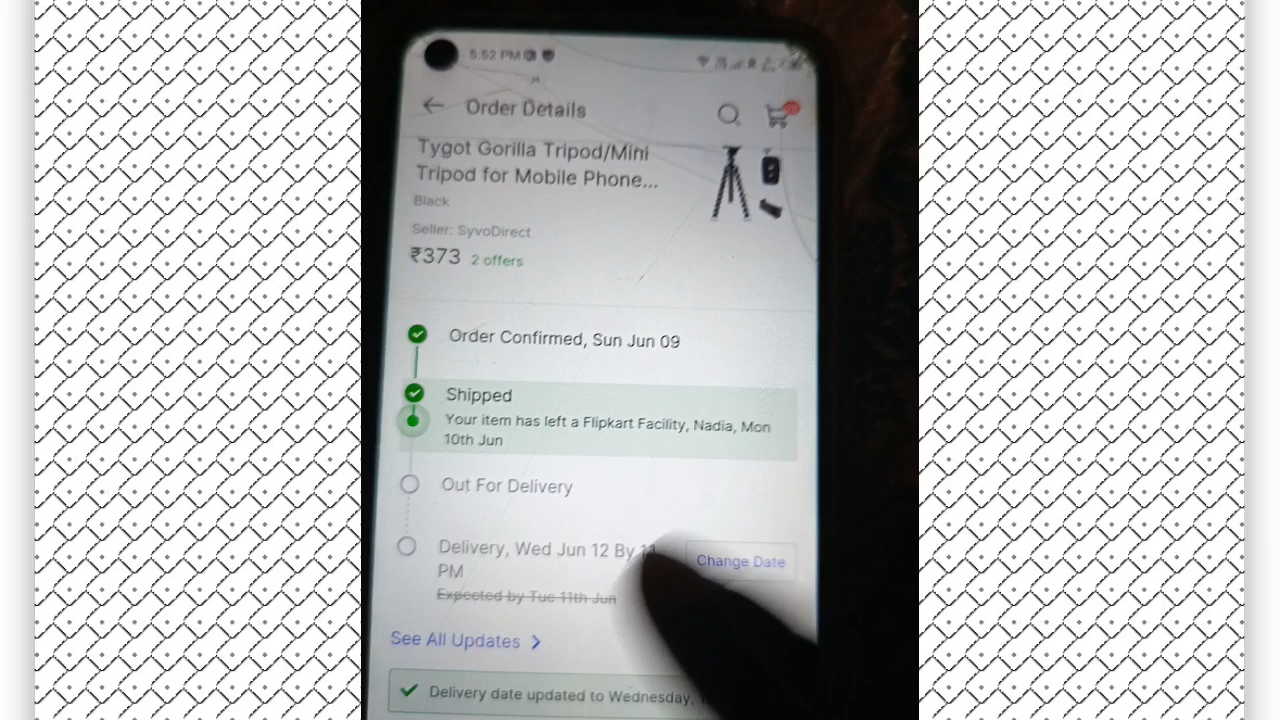 5:52 PM
Order Details
Tygot Gorilla Tripod/Mini
Tripod for Mobile Phone...
Black
Seller: SyvoDirect
₹373 2 offers
Order Confirmed, Sun Jun 09
Shipped
Your item has left a Flipkart Facility, Nadia, Mon
10th Jun
Out For Delivery
Delivery, Wed Jun 12 By
PM
Change Date
Expected by Tue 11th Jun
See All Updates
Delivery date updated to Wednesday,